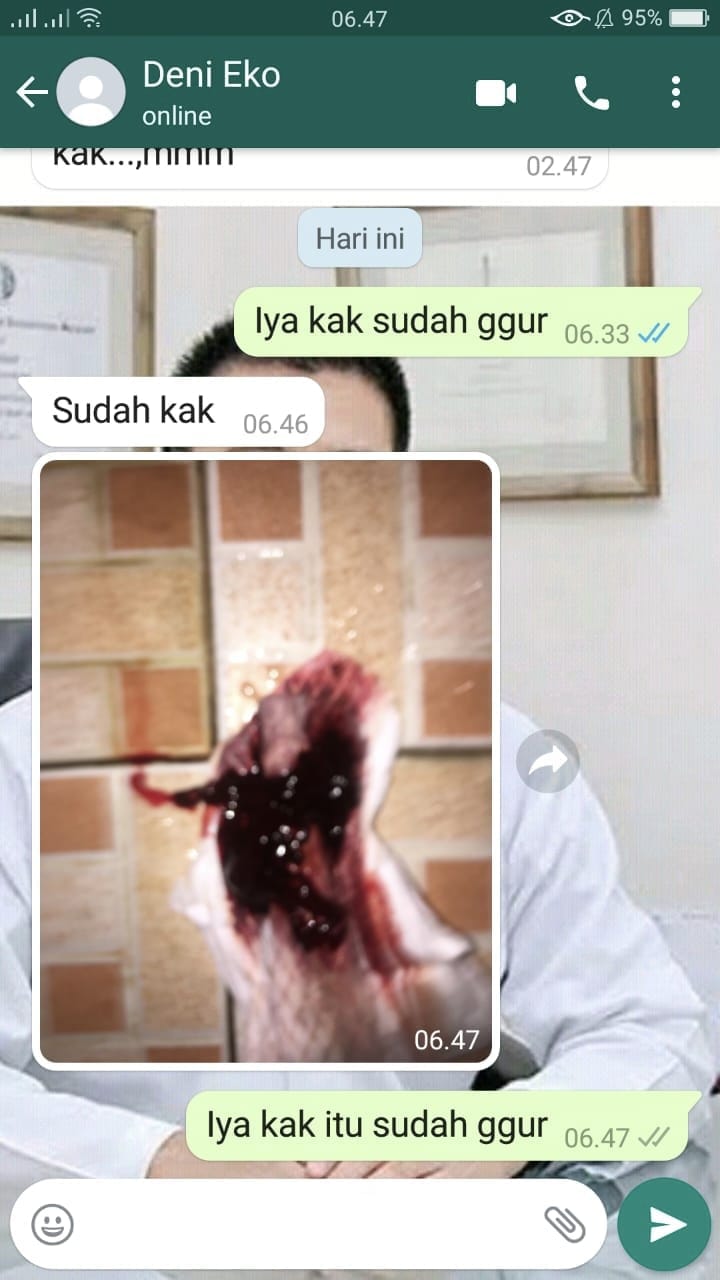 06.47
95%
Deni Eko
online
kak...,mmm
02.47
Hari ini
Iya kak sudah ggur 06.33
Sudah kak 06.46
06.47
Iya kak itu sudah ggur 06.47